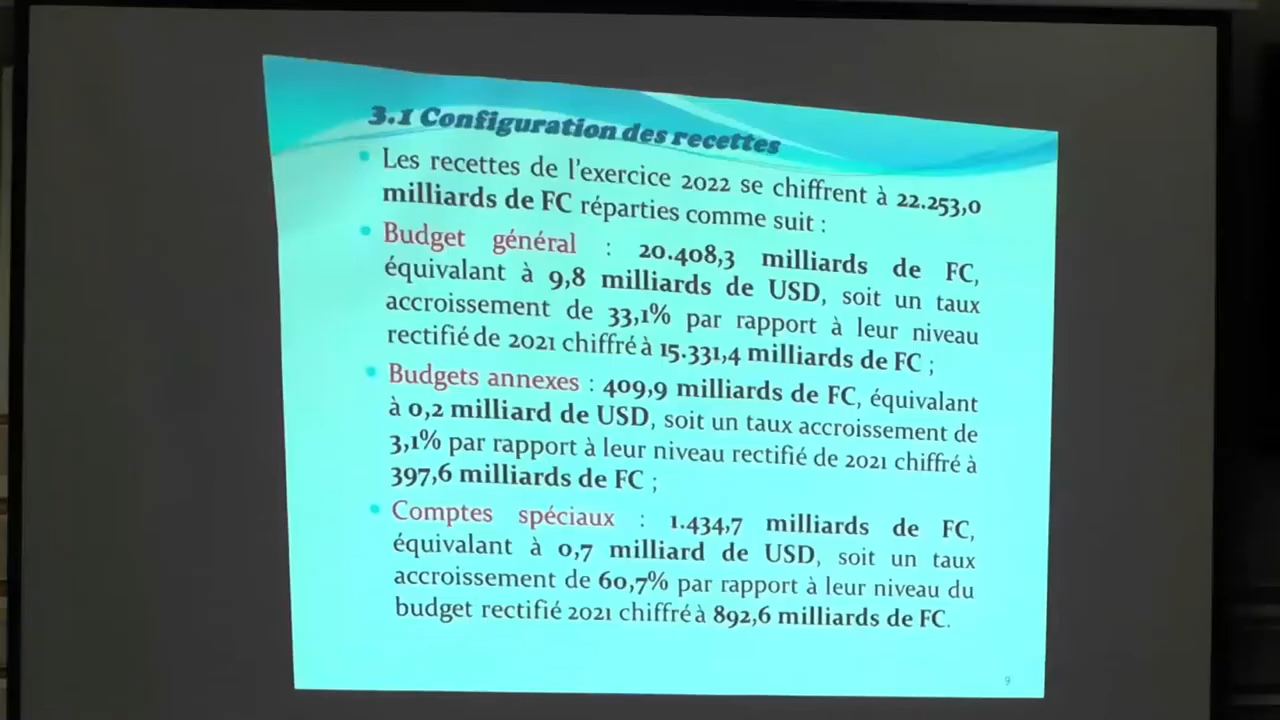 3.1 Configuration des recettes
• Les recettes de l'exercice 2022 se chiffrent à 22.253,0
milliards de FC réparties comme suit :
• Budget général : 20.408,3 milliards de FC,
équivalant à 9,8 milliards de USD, soit un taux
accroissement de 33,1% par rapport à leur niveau
rectifié de 2021 chiffré à 15.331,4 milliards de FC ;
• Budgets annexes : 409,9 milliards de FC, équivalant
à 0,2 milliard de USD, soit un taux accroissement de
3,1% par rapport à leur niveau rectifié de 2021 chiffré à
397,6 milliards de FC ;
• Comptes spéciaux : 1.434,7 milliards de FC,
équivalant à 0,7 milliard de USD, soit un taux
accroissement de 60,7% par rapport à leur niveau du
budget rectifié 2021 chiffré à 892,6 milliards de FC.
9